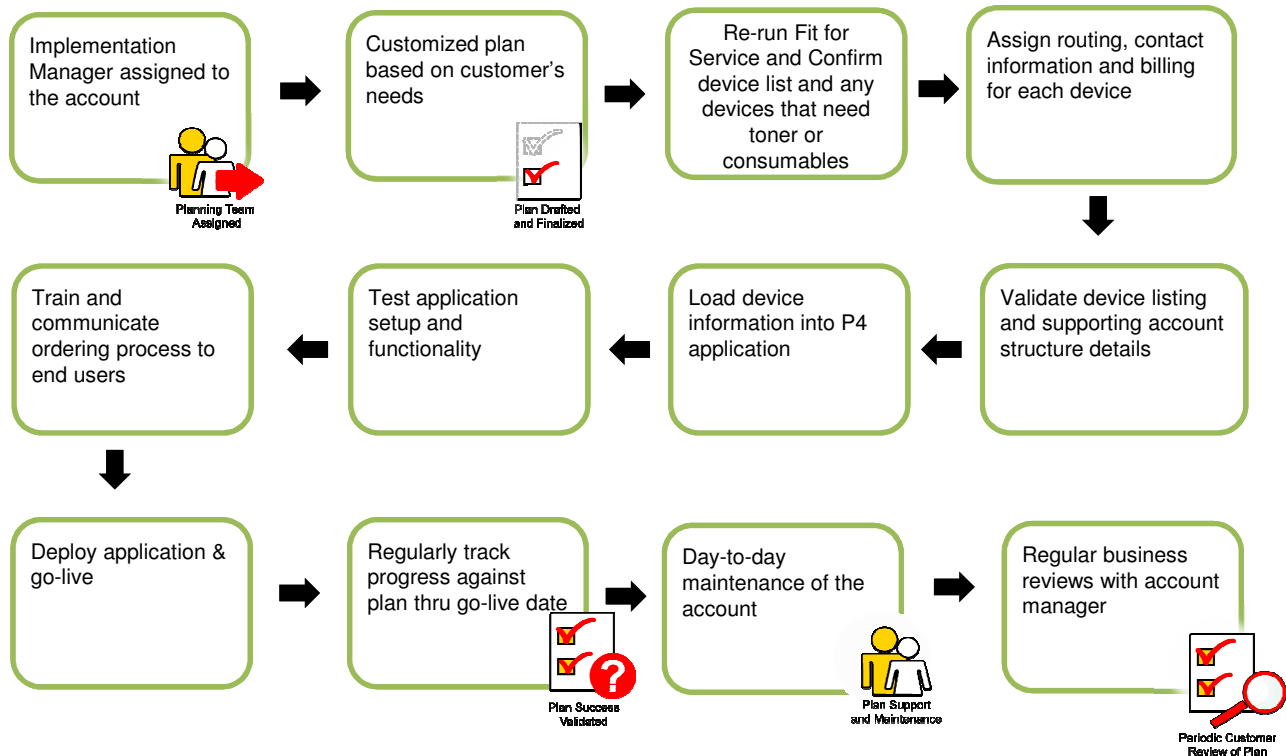 Implementation
Manager assigned to
the account
Planning Team
Assigned
Customized plan
based on customer's
needs
Plan Drafted
and Finalized
Re-run Fit for
Service and Confirm
device list and any
devices that need
toner or
consumables
Assign routing, contact
information and billing
for each device
Validate device listing
and supporting account
structure details
Load device
information into P4
application
Test application
setup and
functionality
Train and
communicate
ordering process to
end users
Deploy application &
go-live
Regularly track
progress against
plan thru go-live date
?
Plan Success
Validated
Day-to-day
maintenance of the
account
Plan Support
and Maintenance
Regular business
reviews with account
manager
Periodic Customer
Review of Plan